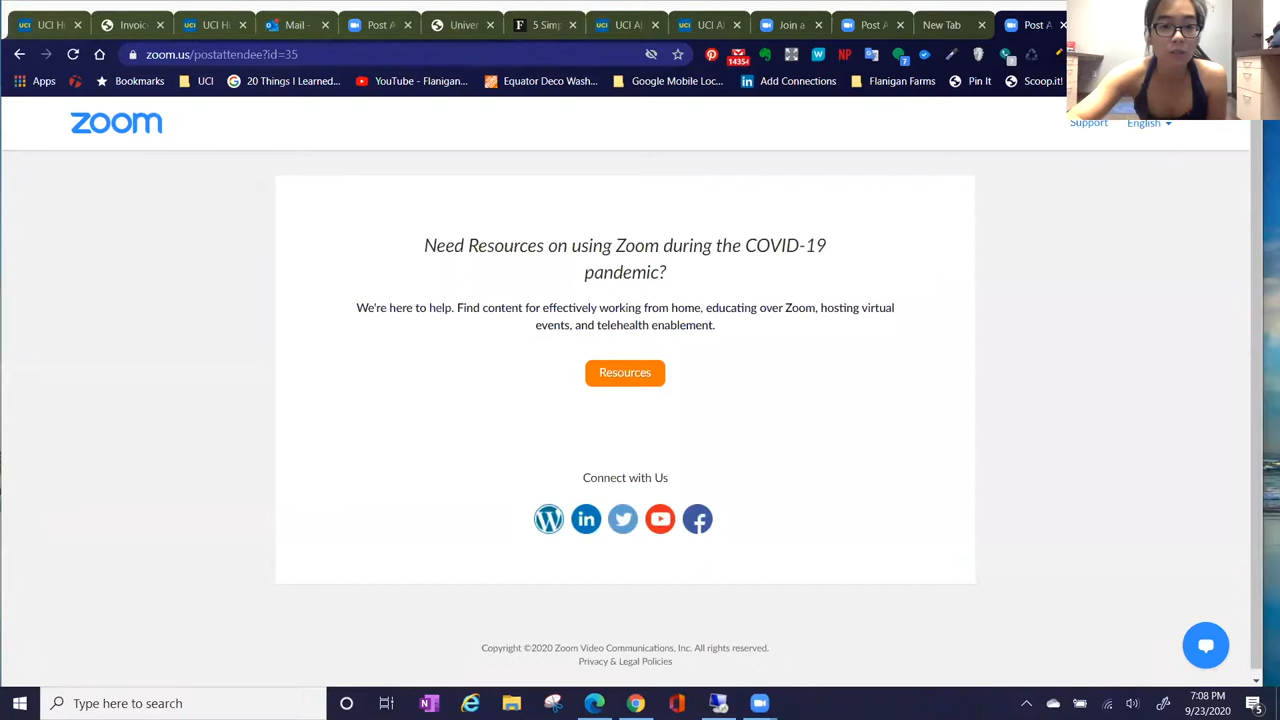 UCI H
Invoic
UCI
- Mail -
Post A
Univer
F 5 Simp
UCI Al
UCI Al
Join a
Post A
New Tab
Post A
zoom.us/postattendee?id=35
14354
W
NP
7
?
Apps
Bookmarks
UCI
20 Things I Learned...
YouTube - Flanigan...
Equator Depo Wash...
Google Mobile Loc...
Add Connections
Flanigan Farms
Pin It
Scoop.it!
zoom
Support
English
Need Resources on using Zoom during the COVID-19
pandemic?
We're here to help. Find content for effectively working from home, educating over Zoom, hosting virtual
events, and telehealth enablement.
Resources
Connect with Us
Copyright ©2020 Zoom Video Communications, Inc. All rights reserved.
Privacy & Legal Policies
Type here to search
7:08 PM
9/23/2020
5